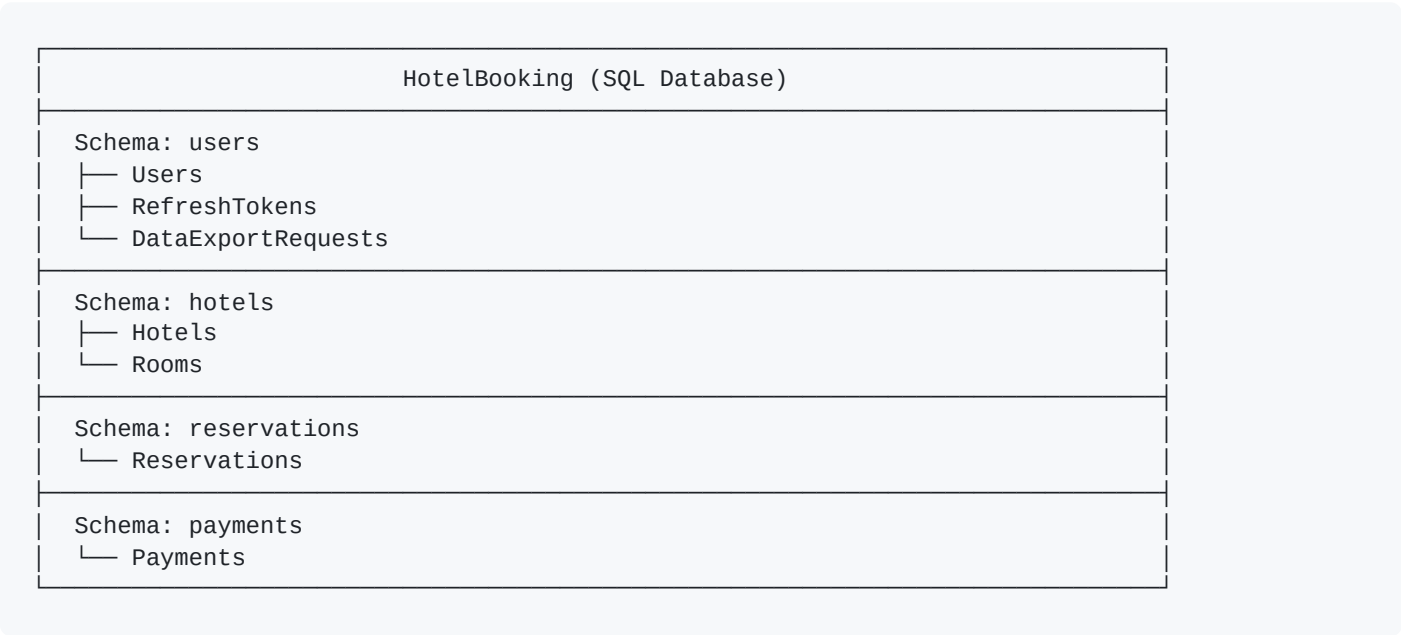 HotelBooking (SQL Database)
Schema: users
├── Users
├── RefreshTokens
└── DataExportRequests
Schema: hotels
├── Hotels
└── Rooms
Schema: reservations
└── Reservations
Schema: payments
└── Payments